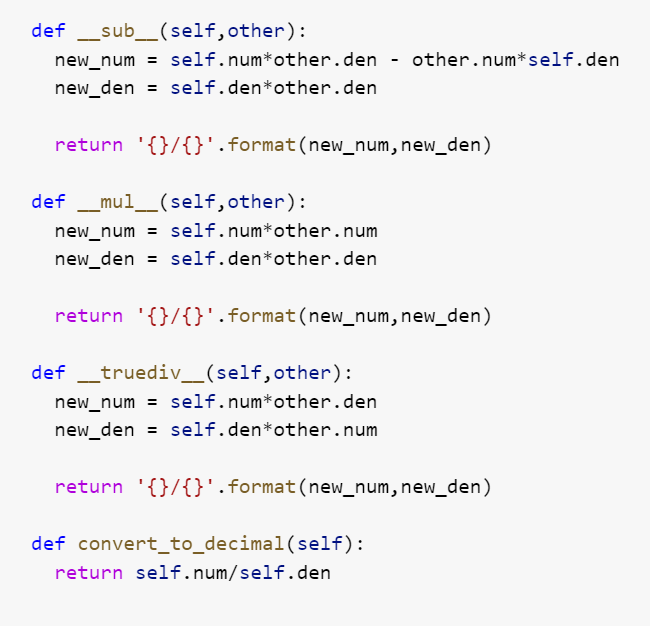 def __sub__(self,other):
  new_num = self.num*other.den - other.num*self.den
  new_den = self.den*other.den

  return '{}/{}'.format(new_num,new_den)

def __mul__(self,other):
  new_num = self.num*other.num
  new_den = self.den*other.den

  return '{}/{}'.format(new_num,new_den)

def __truediv__(self,other):
  new_num = self.num*other.den
  new_den = self.den*other.num

  return '{}/{}'.format(new_num,new_den)

def convert_to_decimal(self):
  return self.num/self.den